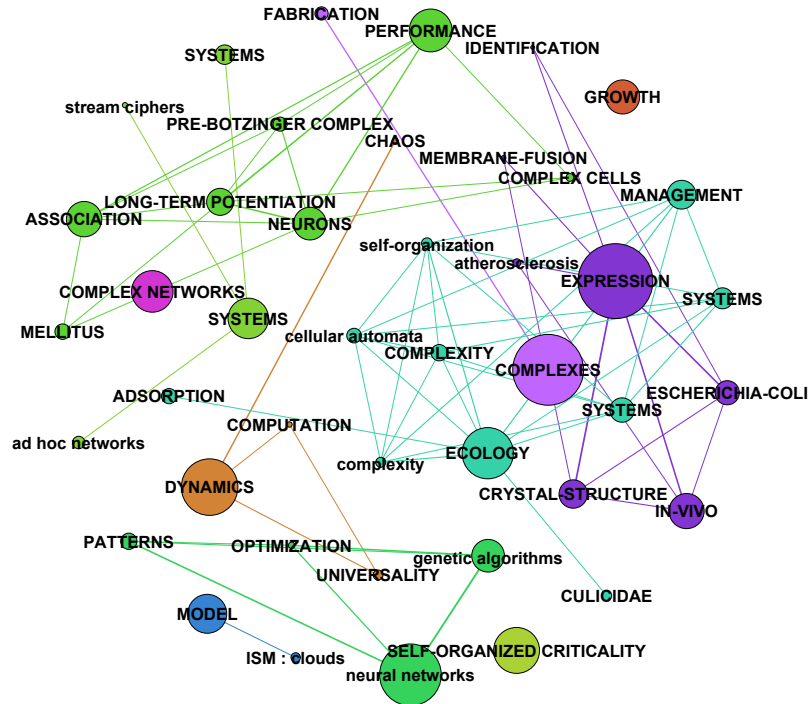 FABRICATION
PERFORMANCE
SYSTEMS
IDENTIFICATION
GROWTH
stream ciphers
PRE-BOTZINGER COMPLEX
CHAOS
MEMBRANE-FUSION
COMPLEX CELLS
MANAGEMENT
LONG-TERM POTENTIATION
ASSOCIATION
NEURONS
self-organization
atherosclerosis
EXPRESSION
COMPLEX NETWORKS
SYSTEMS
SYSTEMS
MELLITUS
cellular automata
COMPLEXITY
COMPLEXES
ADSORPTION
ESCHERICHIA-COLI
SYSTEMS
COMPUTATION
ad hoc networks
ECOLOGY
complexity
DYNAMICS
CRYSTAL-STRUCTURE
IN-VIVO
PATTERNS
OPTIMIZATION
genetic algorithms
UNIVERSALITY
CULICIDAE
MODEL
SELF-ORGANIZED CRITICALITY
ISM : clouds
neural networks